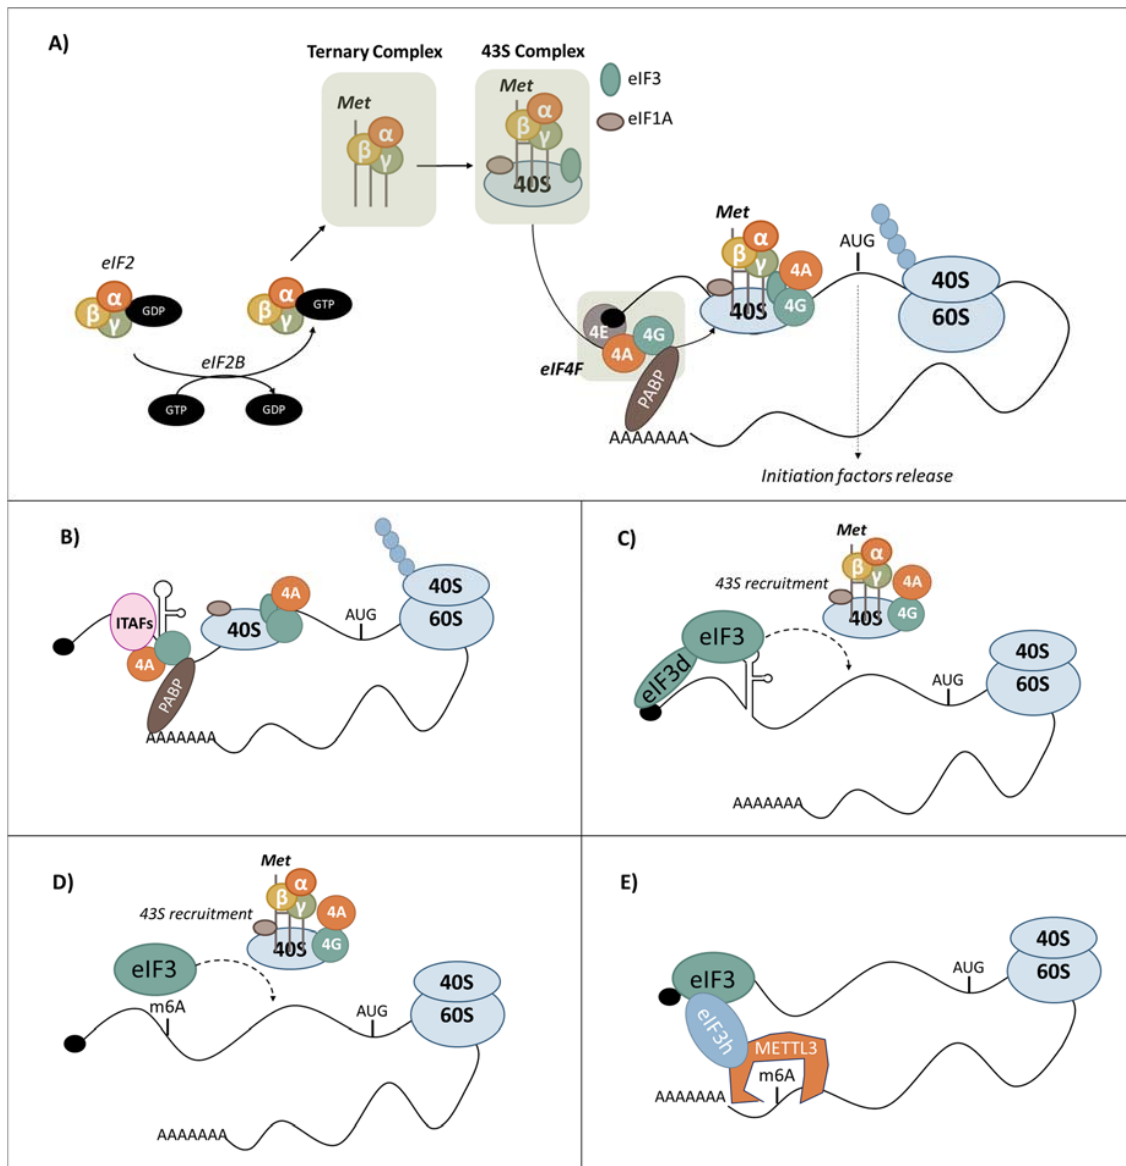 A)
Ternary Complex
43S Complex
eIF3
eIF1A
Met
α
β
γ
Met
α
β
γ
40S
eIF2
α
β
γ
GDP
α
β
γ
GTP
eIF2B
GTP
GDP
Met
α
β
γ
4A
4G
40S
AUG
40S
60S
4E
4G
4A
eIF4F
PABP
AAAAAAA
Initiation factors release
B)
ITAFs
4A
PABP
AAAAAAA
4A
40S
AUG
40S
60S
C)
Met
α
β
γ
43S recruitment
4A
4G
40S
eIF3
eIF3d
AUG
40S
60S
AAAAAAA
D)
Met
α
β
γ
43S recruitment
4A
4G
40S
eIF3
m6A
AUG
40S
60S
AAAAAAA
E)
eIF3
eIF3h
METTL3
m6A
AAAAAAA
AUG
40S
60S